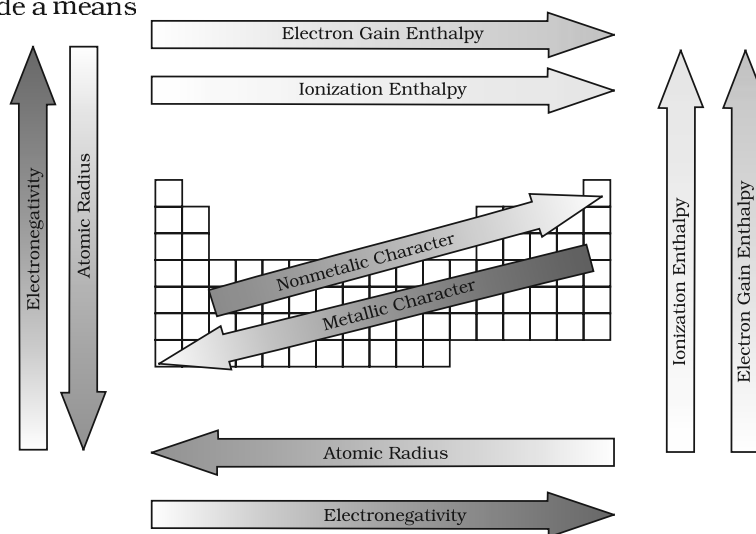 de a means
Electron Gain Enthalpy
Ionization Enthalpy
Electronegativity
Atomic Radius
Nonmetalic Character
Metallic Character
Ionization Enthalpy
Electron Gain Enthalpy
Atomic Radius
Electronegativity